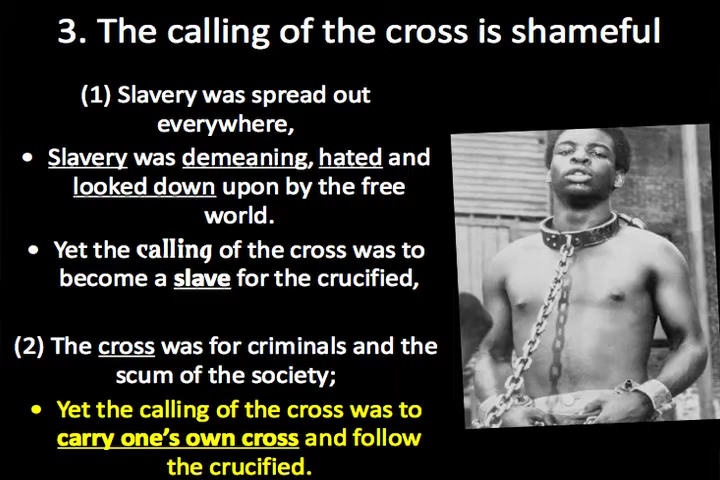 3. The calling of the cross is shameful
(1) Slavery was spread out
everywhere,
• Slavery was demeaning, hated and
looked down upon by the free
world.
• Yet the calling of the cross was to
become a slave for the crucified,
(2) The cross was for criminals and the
scum of the society;
• Yet the calling of the cross was to
carry one's own cross and follow
the crucified.